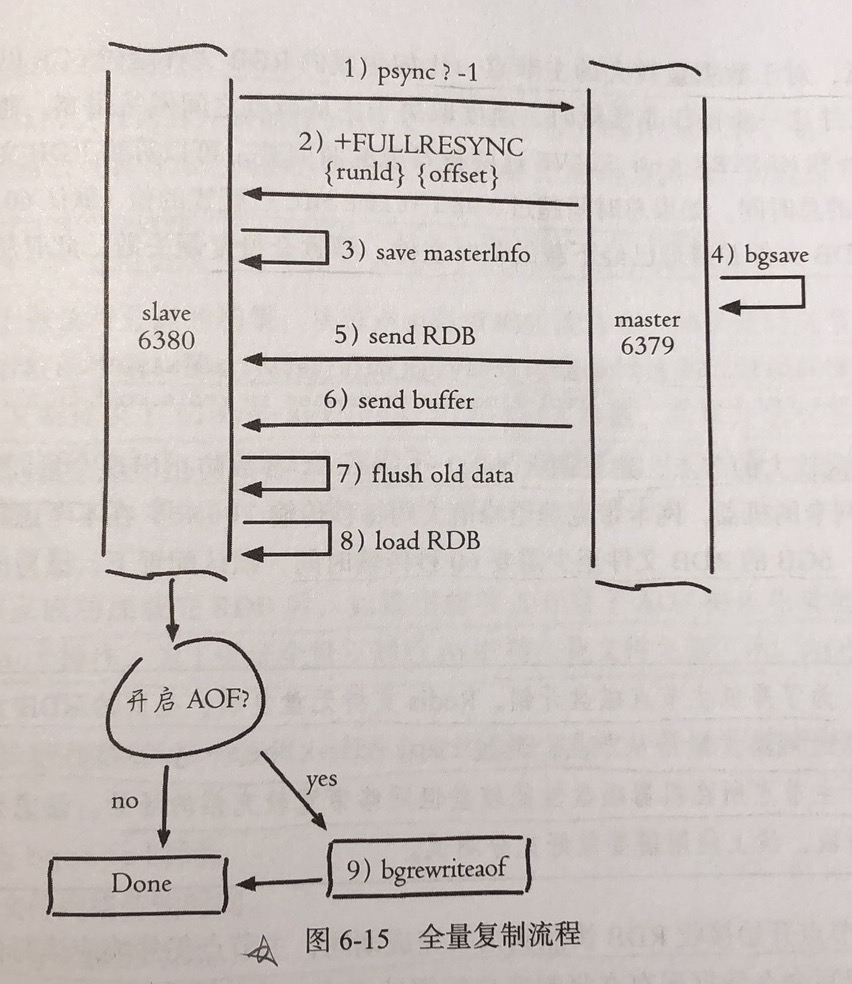 1) psync ? -1
2) +FULLRESYNC
{runId} {offset}
3) save masterInfo
4) bgsave
slave
6380
master
6379
5) send RDB
6) send buffer
7) flush old data
8) load RDB
开启 AOF?
no
yes
Done
9) bgrewriteaof
图 6-15 全量复制流程